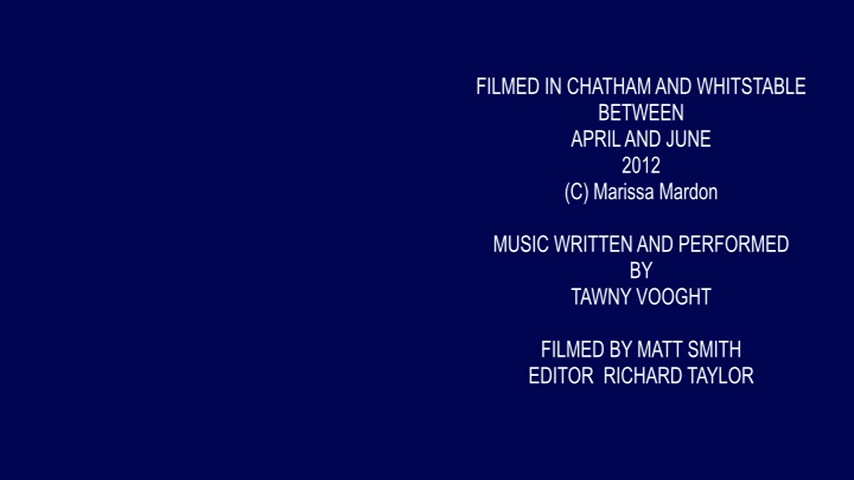 FILMED IN CHATHAM AND WHITSTABLE
BETWEEN
APRIL AND JUNE
2012
(C) Marissa Mardon
MUSIC WRITTEN AND PERFORMED
BY
TAWNY VOOGHT
FILMED BY MATT SMITH
EDITOR  RICHARD TAYLOR